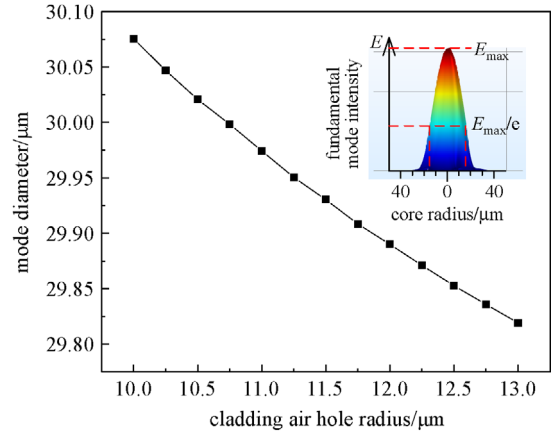 30.10
30.05
30.00
29.95
29.90
29.85
29.80
mode diameter/μm
10.0 10.5 11.0 11.5 12.0 12.5 13.0
cladding air hole radius/μm
E
E_max
E_max/e
fundamental
mode intensity
40 0 40
core radius/μm